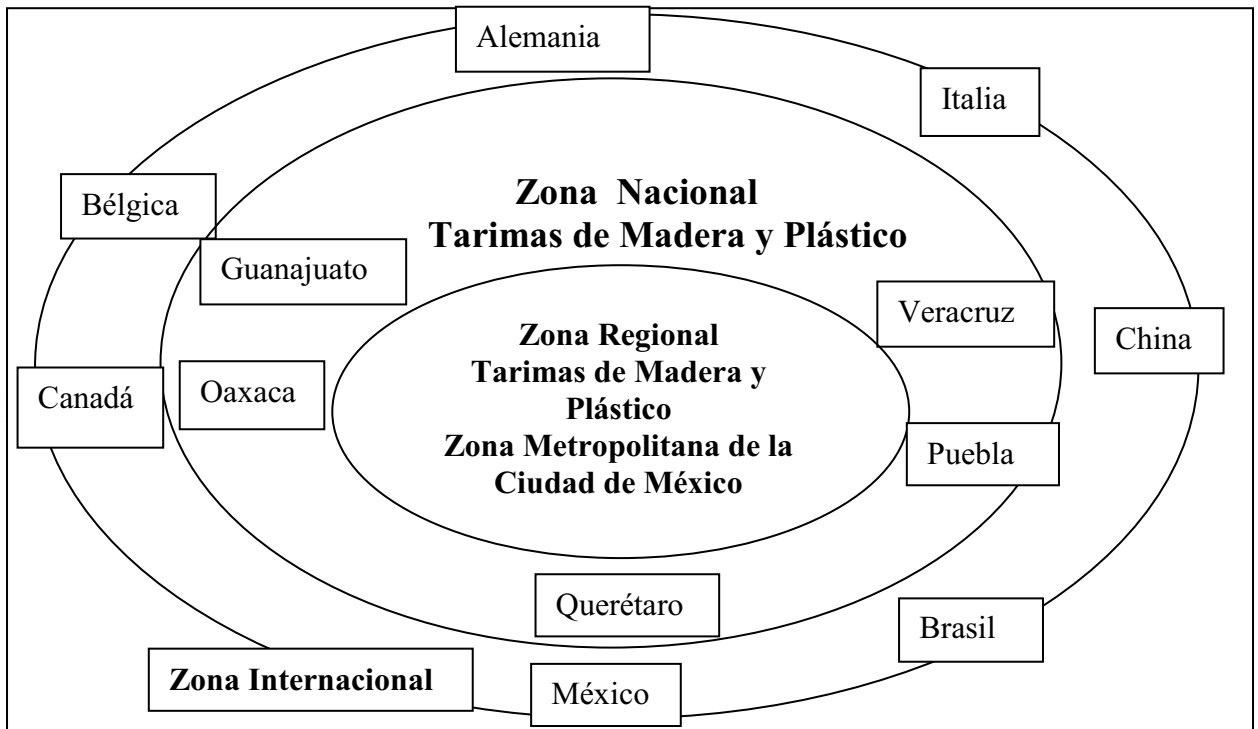 Alemania
Italia
Zona Nacional
Tarimas de Madera y Plástico
Bélgica
Guanajuato
Veracruz
China
Zona Regional
Tarimas de Madera y
Plástico
Zona Metropolitana de la
Ciudad de México
Canadá
Oaxaca
Puebla
Querétaro
Brasil
Zona Internacional
México